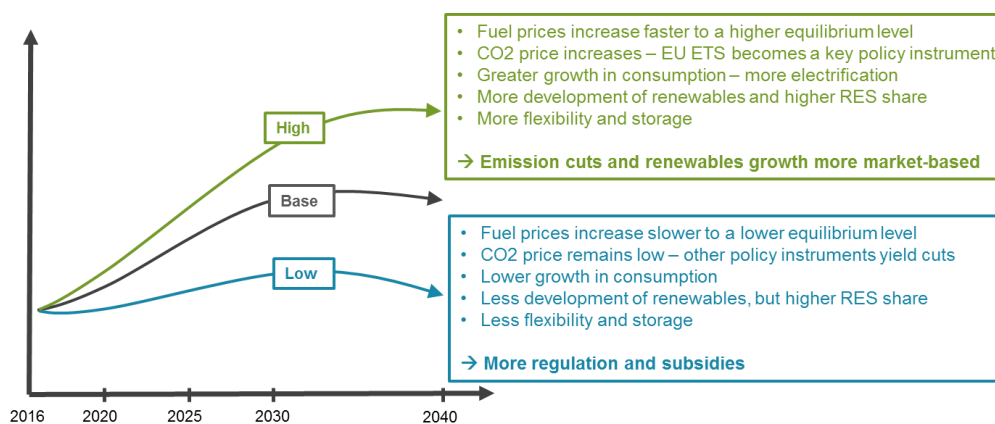 • Fuel prices increase faster to a higher equilibrium level
• CO2 price increases – EU ETS becomes a key policy instrument
• Greater growth in consumption – more electrification
• More development of renewables and higher RES share
• More flexibility and storage
→ Emission cuts and renewables growth more market-based
High
Base
Low
• Fuel prices increase slower to a lower equilibrium level
• CO2 price remains low – other policy instruments yield cuts
• Lower growth in consumption
• Less development of renewables, but higher RES share
• Less flexibility and storage
→ More regulation and subsidies
2016 2020 2025 2030 2040